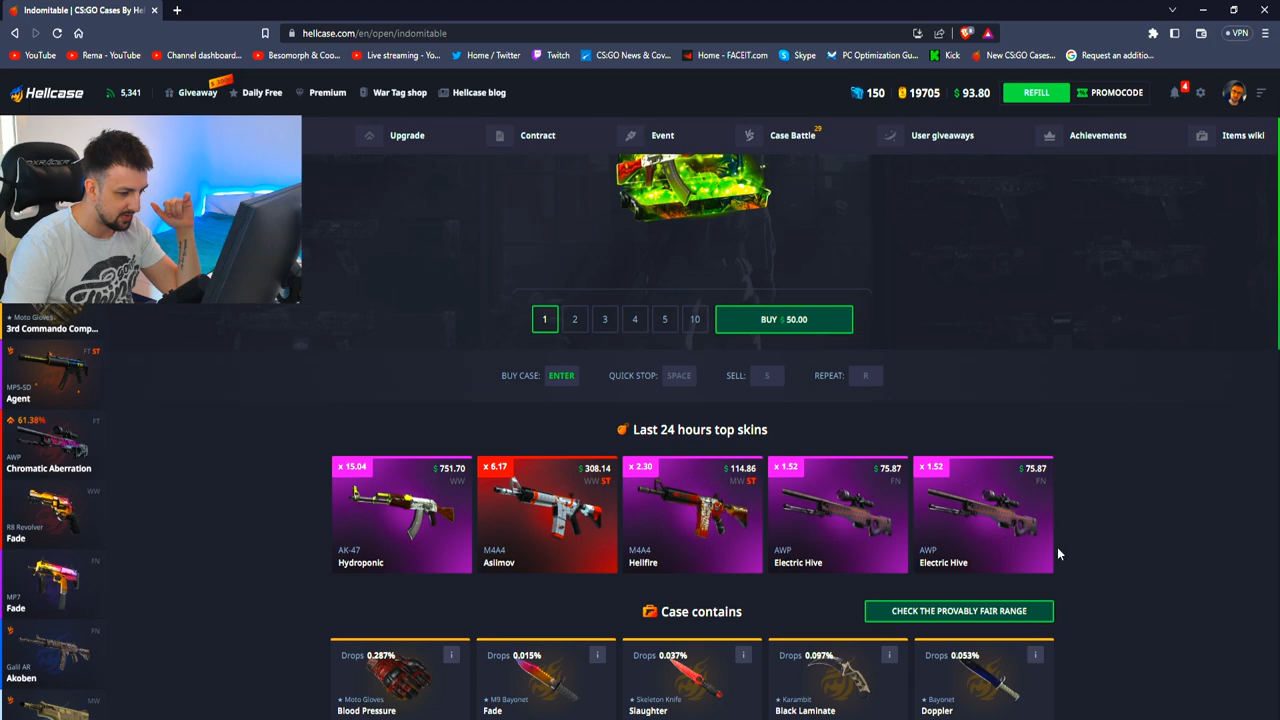 Indomitable | CS:GO Cases By Hel
hellcase.com/en/open/indomitable
VPN
YouTube
Rema - YouTube
Channel dashboard...
Besomorph & Coo...
Live streaming - Yo...
Home / Twitter
Twitch
CS:GO News & Cov...
Home - FACEIT.com
Skype
PC Optimization Gu...
Kick
New CS:GO Cases...
Request an additio...
Hellcase
5,341
Giveaway
Daily Free
Premium
War Tag shop
Hellcase blog
150
19705
$ 93.80
REFILL
PROMOCODE
4
Upgrade
Contract
Event
Case Battle
29
User giveaways
Achievements
Items wiki
DXRACER
1
2
3
4
5
10
BUY $ 50.00
BUY CASE: ENTER
QUICK STOP: SPACE
SELL: S
REPEAT: R
Last 24 hours top skins
x 15.04
$ 751.70
WW
AK-47
Hydroponic
x 6.17
$ 308.14
WW ST
M4A4
Asiimov
x 2.30
$ 114.86
MW ST
M4A4
Hellfire
x 1.52
$ 75.87
FN
AWP
Electric Hive
x 1.52
$ 75.87
FN
AWP
Electric Hive
Case contains
CHECK THE PROVABLY FAIR RANGE
Drops 0.287%
i
★ Moto Gloves
Blood Pressure
Drops 0.015%
i
★ M9 Bayonet
Fade
Drops 0.037%
i
★ Skeleton Knife
Slaughter
Drops 0.097%
i
★ Karambit
Black Laminate
Drops 0.053%
i
★ Bayonet
Doppler
★ Moto Gloves
3rd Commando Comp...
FT ST
MP5-SD
Agent
61.38%
FT
AWP
Chromatic Aberration
WW
R8 Revolver
Fade
FN
MP7
Fade
FN
Galil AR
Akoben
MW